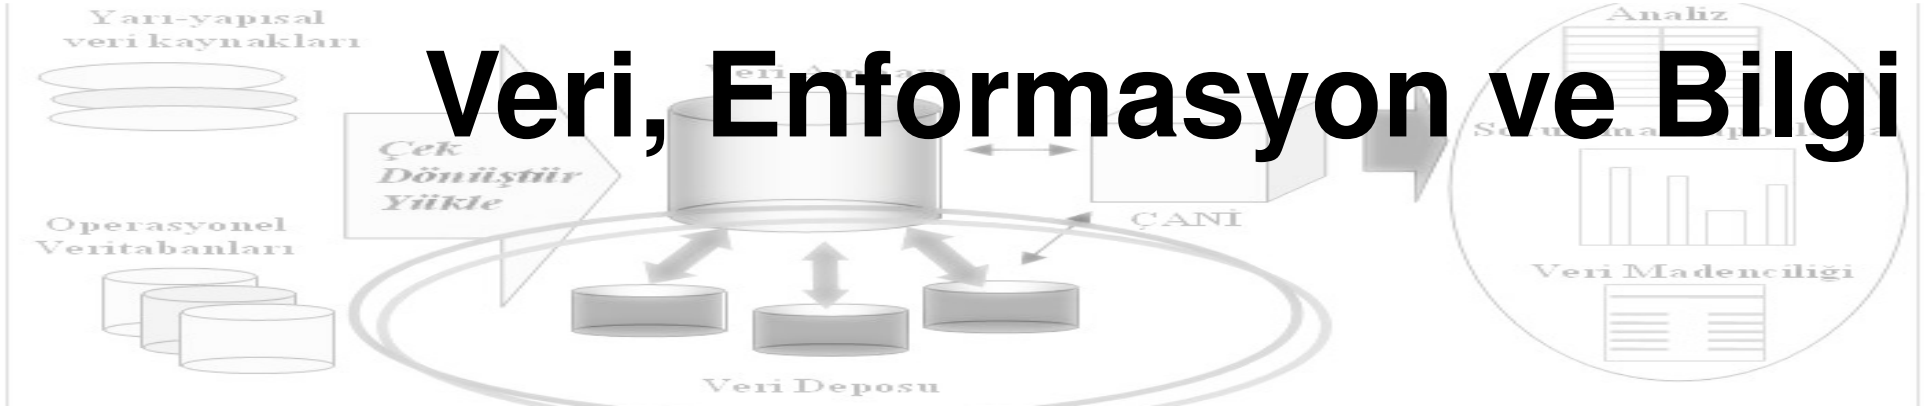 Yarı-yapısal
veri kaynakları
Analiz
Veri, Enformasyon ve Bilgi
Çek
Dönüştür
Yükle
Operasyonel
Veritabanları
ÇANİ
Veri Madenciliği
Veri Deposu